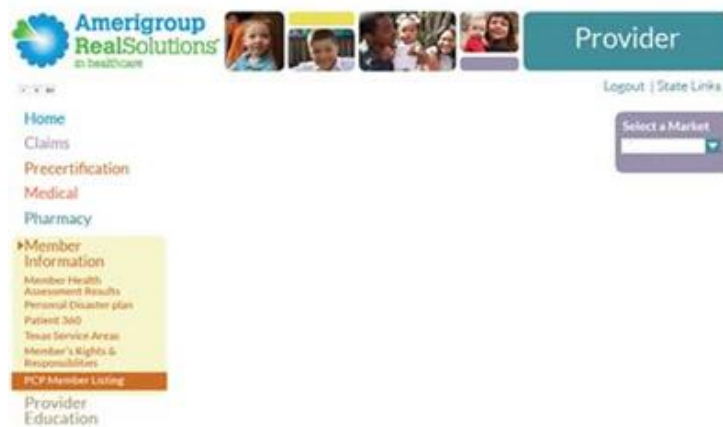 Amerigroup
RealSolutions
in healthcare
Provider
Logout | State Links
Home
Claims
Precertification
Medical
Pharmacy
Member
Information
Member Health
Assessment Results
Personal Disaster plan
Patient 360
Texas Service Areas
Member's Rights &
Responsibilities
PCP Member Listing
Provider
Education
Select a Market